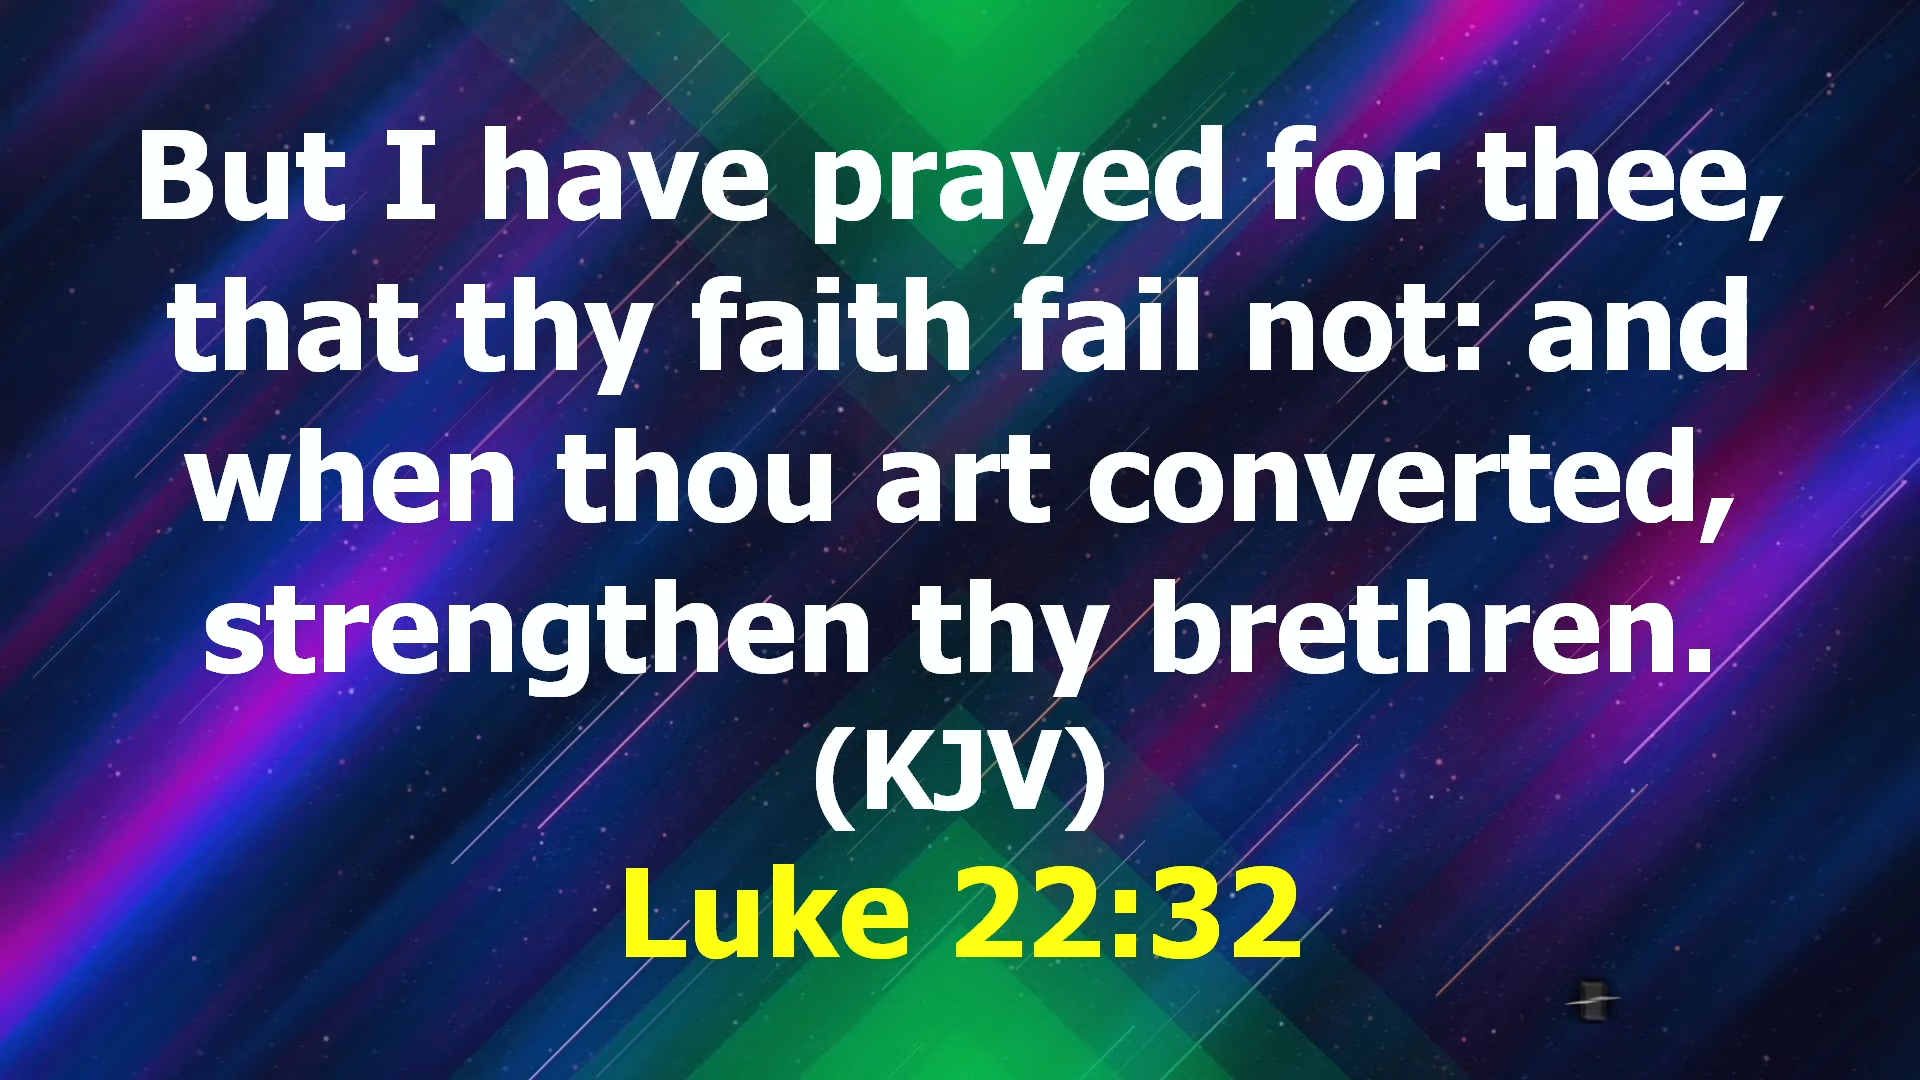 But I have prayed for thee,
that thy faith fail not: and
when thou art converted,
strengthen thy brethren.
(KJV)
Luke 22:32